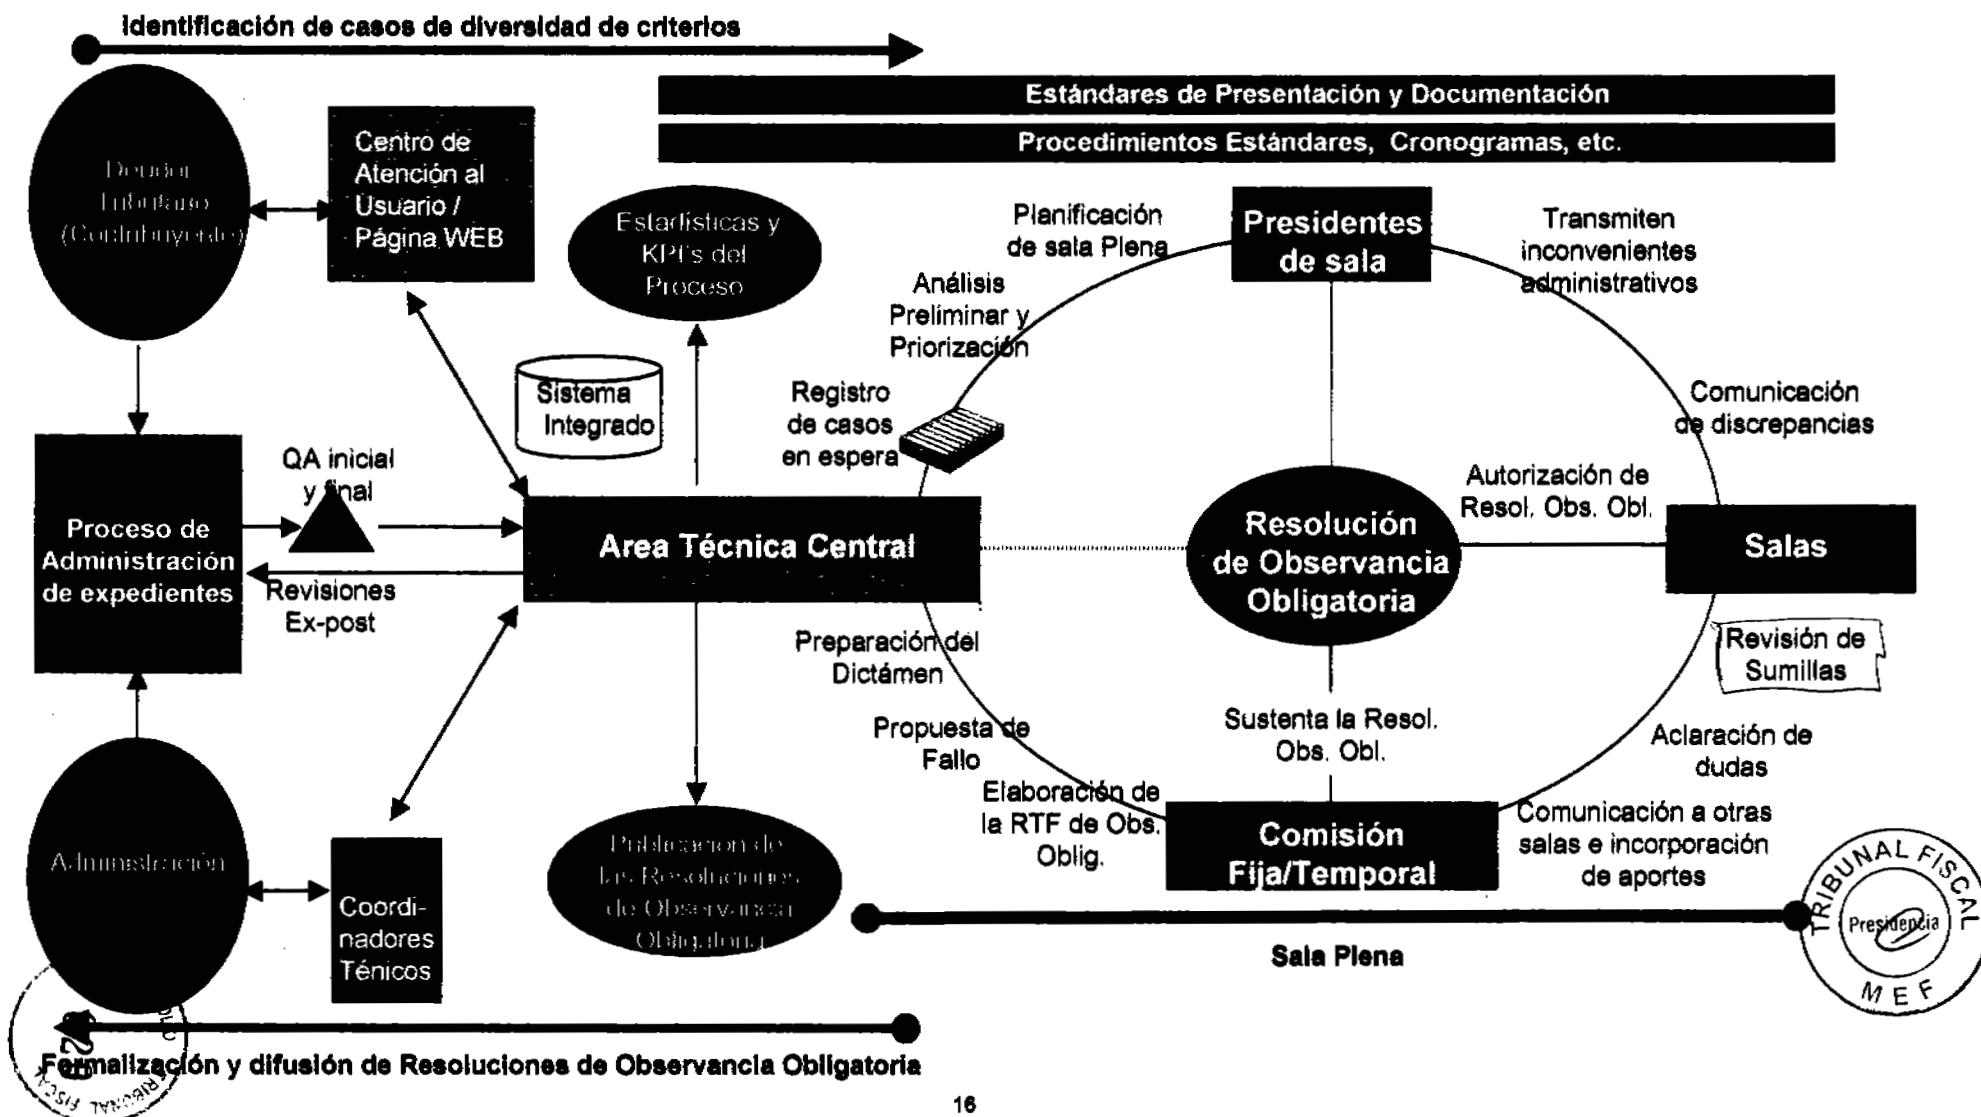 Identificación de casos de diversidad de criterios
Estándares de Presentación y Documentación
Procedimientos Estándares, Cronogramas, etc.
Deudor
Tributario
(Contribuyente)
Centro de
Atención al
Usuario /
Página WEB
Estadísticas y
KPI's del
Proceso
Sistema
Integrado
Planificación
de sala Plena
Presidentes
de sala
Transmiten
inconvenientes
administrativos
Análisis
Preliminar y
Priorización
Registro
de casos
en espera
Comunicación
de discrepancias
QA inicial
y final
Proceso de
Administración
de expedientes
Revisiones
Ex-post
Area Técnica Central
Resolución
de Observancia
Obligatoria
Autorización de
Resol. Obs. Obl.
Salas
Revisión de
Sumillas
Preparación del
Dictámen
Propuesta de
Fallo
Elaboración de
la RTF de Obs.
Oblig.
Sustenta la Resol.
Obs. Obl.
Aclaración de
dudas
Comisión
Fija/Temporal
Comunicación a otras
salas e incorporación
de aportes
Administración
Coordi-
nadores
Ténicos
Publicación de
las Resoluciones
de Observancia
Obligatoria
Sala Plena
TRIBUNAL FISCAL
Presidencia
MEF
Formalización y difusión de Resoluciones de Observancia Obligatoria
TRIBUNAL FISCAL
16